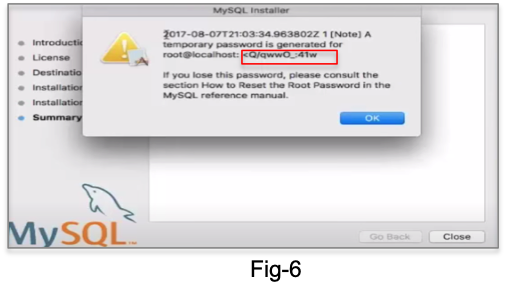 MySQL Installer
2017-08-07T21:03:34.963802Z 1 [Note] A
temporary password is generated for
root@localhost: <Q/qwwO_:41w
If you lose this password, please consult the
section How to Reset the Root Password in the
MySQL reference manual.
OK
Introductio
License
Destinatio
Installation
Installation
Summary
MySQL
Go Back
Close
Fig-6